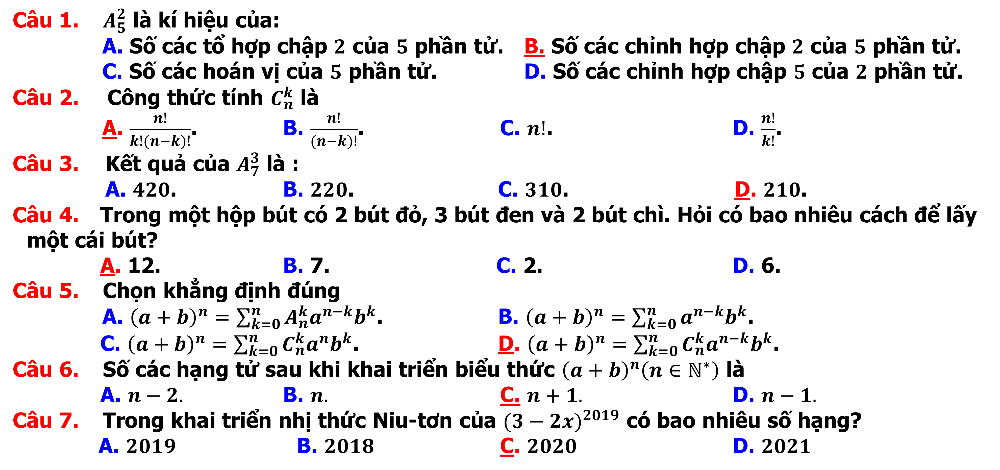 Câu 1. $A_5^2$ là kí hiệu của:
A. Số các tổ hợp chập 2 của 5 phần tử. B. Số các chỉnh hợp chập 2 của 5 phần tử.
C. Số các hoán vị của 5 phần tử. D. Số các chỉnh hợp chập 5 của 2 phần tử.
Câu 2. Công thức tính $C_n^k$ là
A. $\frac{n!}{k!(n-k)!}$. B. $\frac{n!}{(n-k)!}$. C. $n!$. D. $\frac{n!}{k!}$.
Câu 3. Kết quả của $A_7^3$ là :
A. 420. B. 220. C. 310. D. 210.
Câu 4. Trong một hộp bút có 2 bút đỏ, 3 bút đen và 2 bút chì. Hỏi có bao nhiêu cách để lấy
một cái bút?
A. 12. B. 7. C. 2. D. 6.
Câu 5. Chọn khẳng định đúng
A. $(a + b)^n = \sum_{k=0}^n A_n^k a^{n-k} b^k$. B. $(a + b)^n = \sum_{k=0}^n a^{n-k} b^k$.
C. $(a + b)^n = \sum_{k=0}^n C_n^k a^n b^k$. D. $(a + b)^n = \sum_{k=0}^n C_n^k a^{n-k} b^k$.
Câu 6. Số các hạng tử sau khi khai triển biểu thức $(a + b)^n (n \in \mathbb{N}^*)$ là
A. $n - 2$. B. $n$. C. $n + 1$. D. $n - 1$.
Câu 7. Trong khai triển nhị thức Niu-tơn của $(3 - 2x)^{2019}$ có bao nhiêu số hạng?
A. 2019 B. 2018 C. 2020 D. 2021